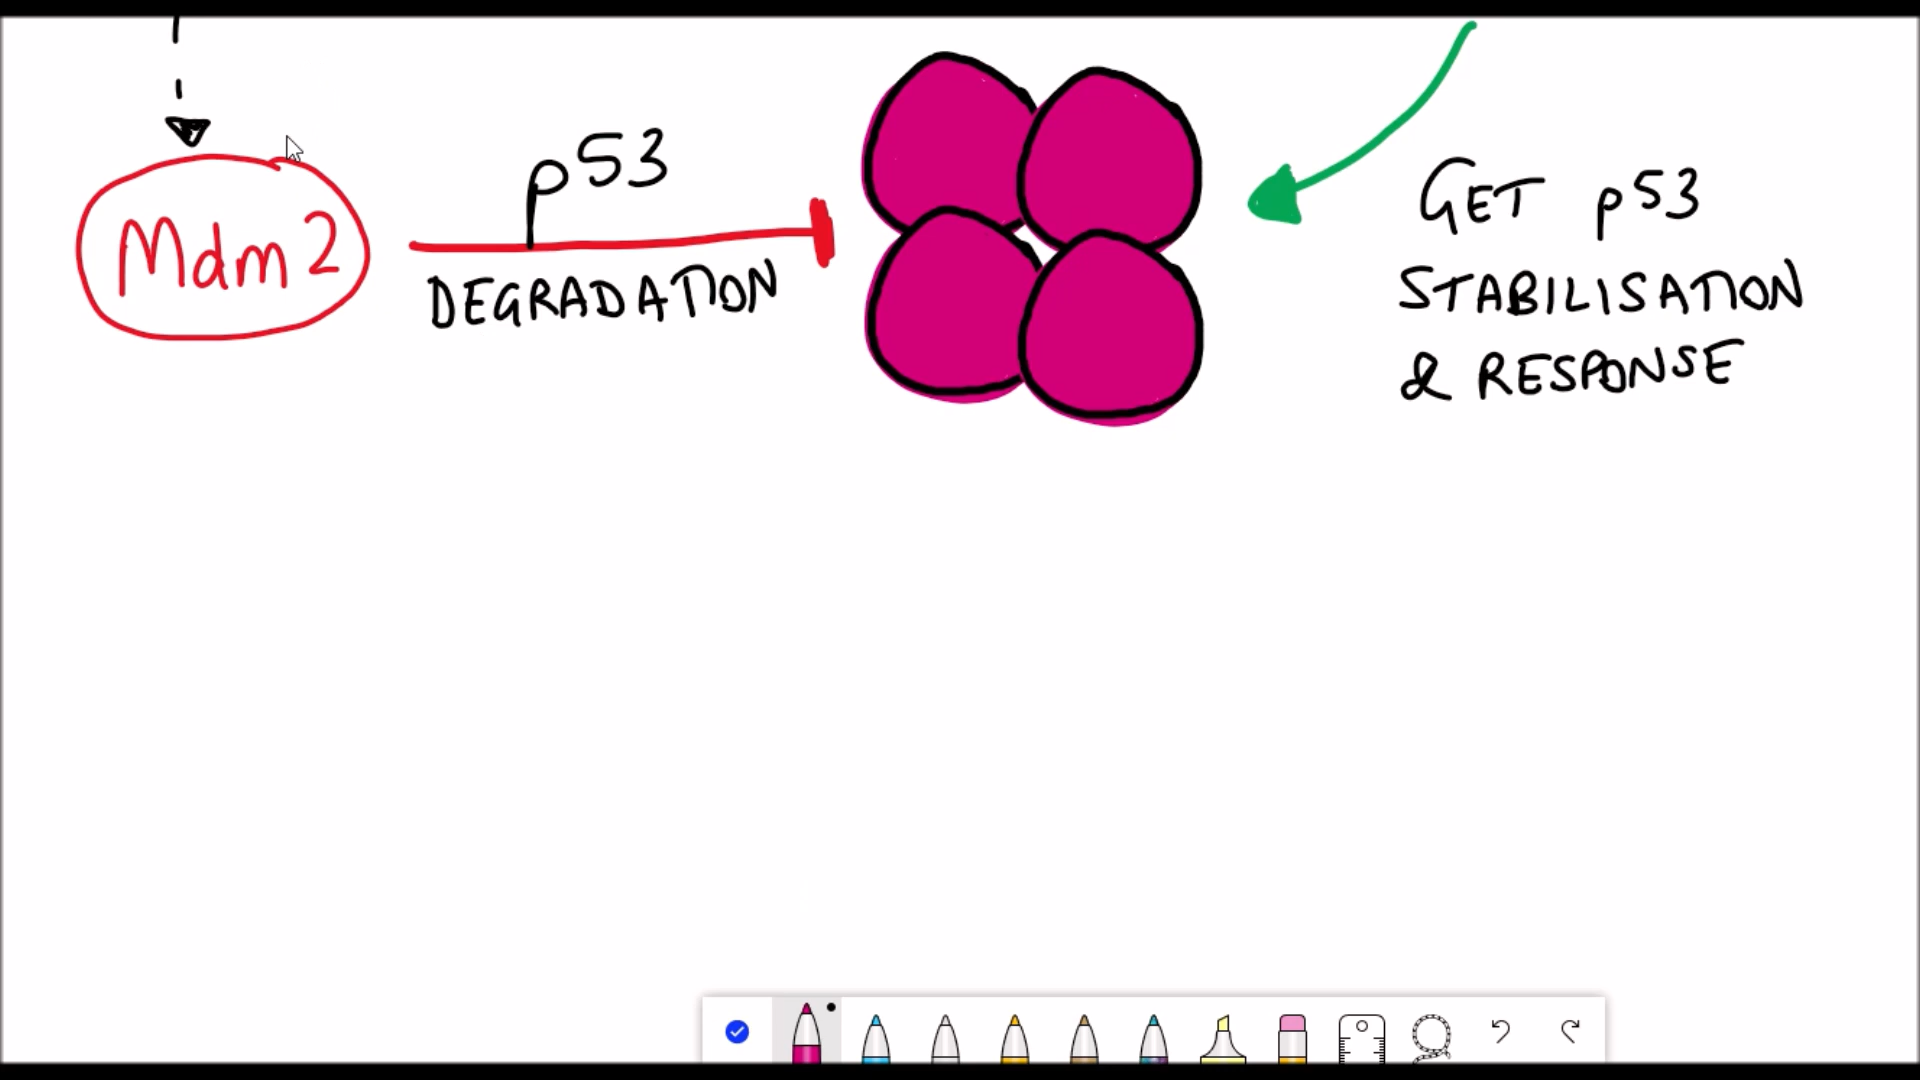 Mdm2
p53
DEGRADATION
GET p53
STABILISATION
& RESPONSE